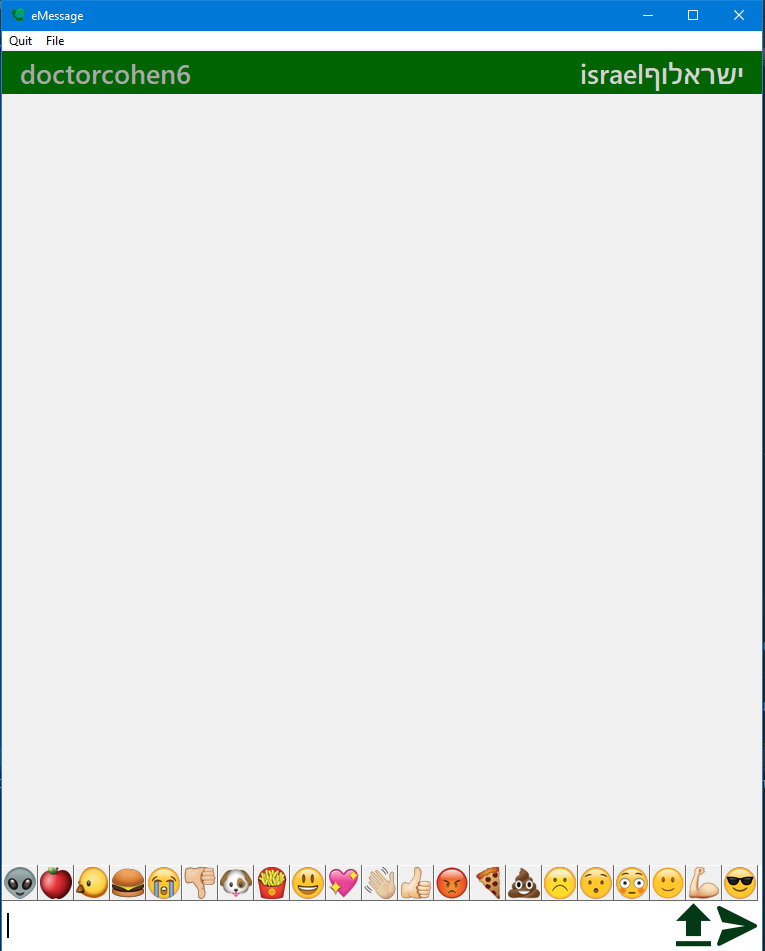 eMessage
Quit File
doctorcohen6 israelישראלוף